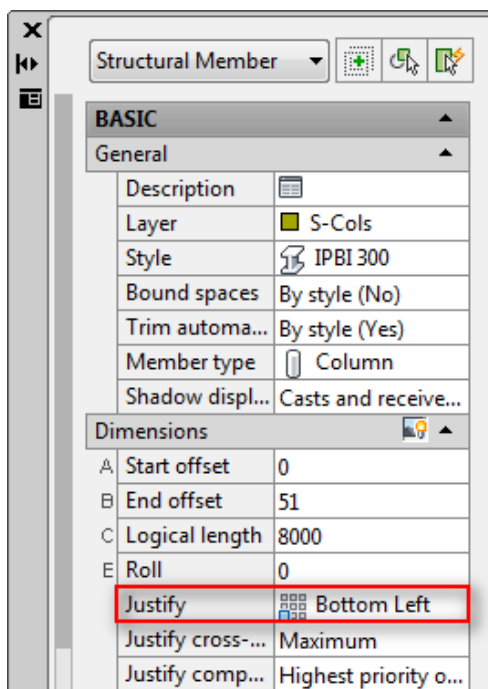 Structural Member
BASIC
General
Description
Layer S-Cols
Style IPBI 300
Bound spaces By style (No)
Trim automa... By style (Yes)
Member type Column
Shadow displ... Casts and receive...
Dimensions
A Start offset 0
B End offset 51
C Logical length 8000
E Roll 0
Justify Bottom Left
Justify cross-... Maximum
Justify comp... Highest priority o...